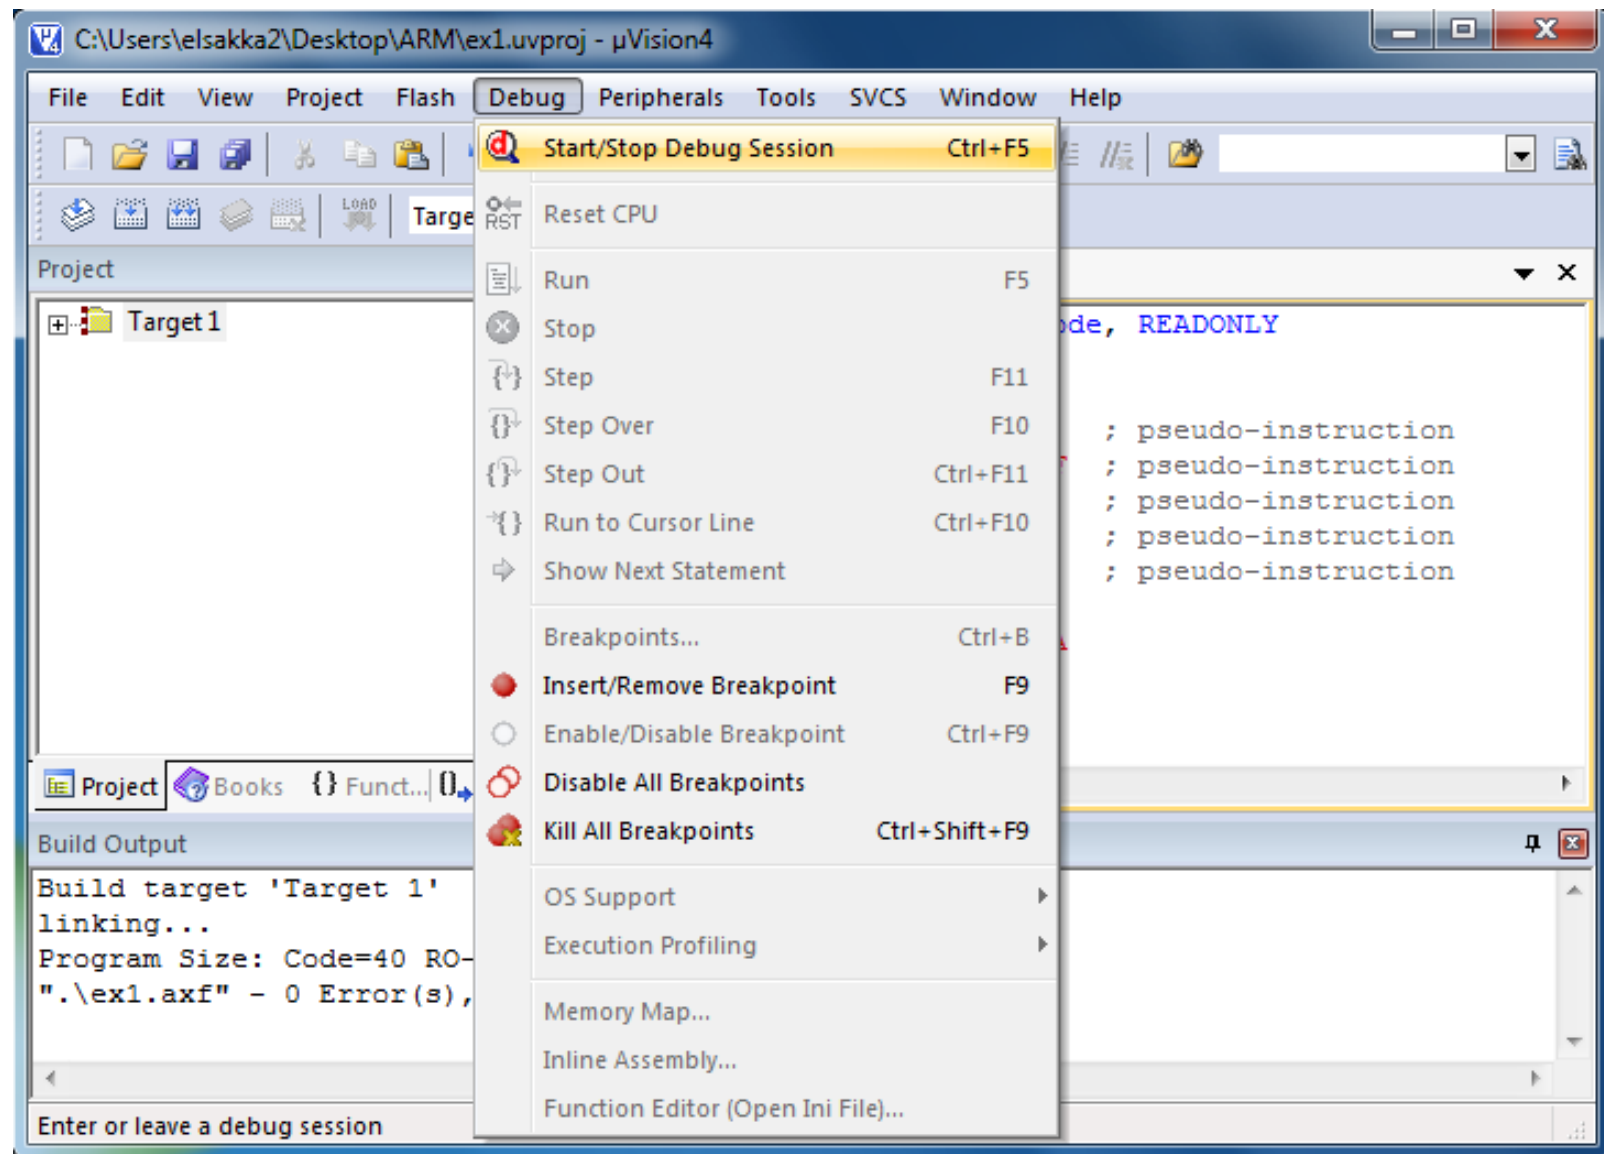 C:\Users\elsakka2\Desktop\ARM\ex1.uvproj - µVision4
File Edit View Project Flash Debug Peripherals Tools SVCS Window Help
Start/Stop Debug Session Ctrl+F5
LOAD
Targe
RST Reset CPU
Project
Run F5
Target 1
ode, READONLY
Stop
Step F11
Step Over F10
; pseudo-instruction
Step Out Ctrl+F11
; pseudo-instruction
; pseudo-instruction
Run to Cursor Line Ctrl+F10
; pseudo-instruction
Show Next Statement
; pseudo-instruction
Breakpoints... Ctrl+B
Insert/Remove Breakpoint F9
Enable/Disable Breakpoint Ctrl+F9
Project Books {} Funct...
Disable All Breakpoints
Kill All Breakpoints Ctrl+Shift+F9
Build Output
Build target 'Target 1'
OS Support
linking...
Execution Profiling
Program Size: Code=40 RO-
".\ex1.axf" - 0 Error(s),
Memory Map...
Inline Assembly...
Function Editor (Open Ini File)...
Enter or leave a debug session